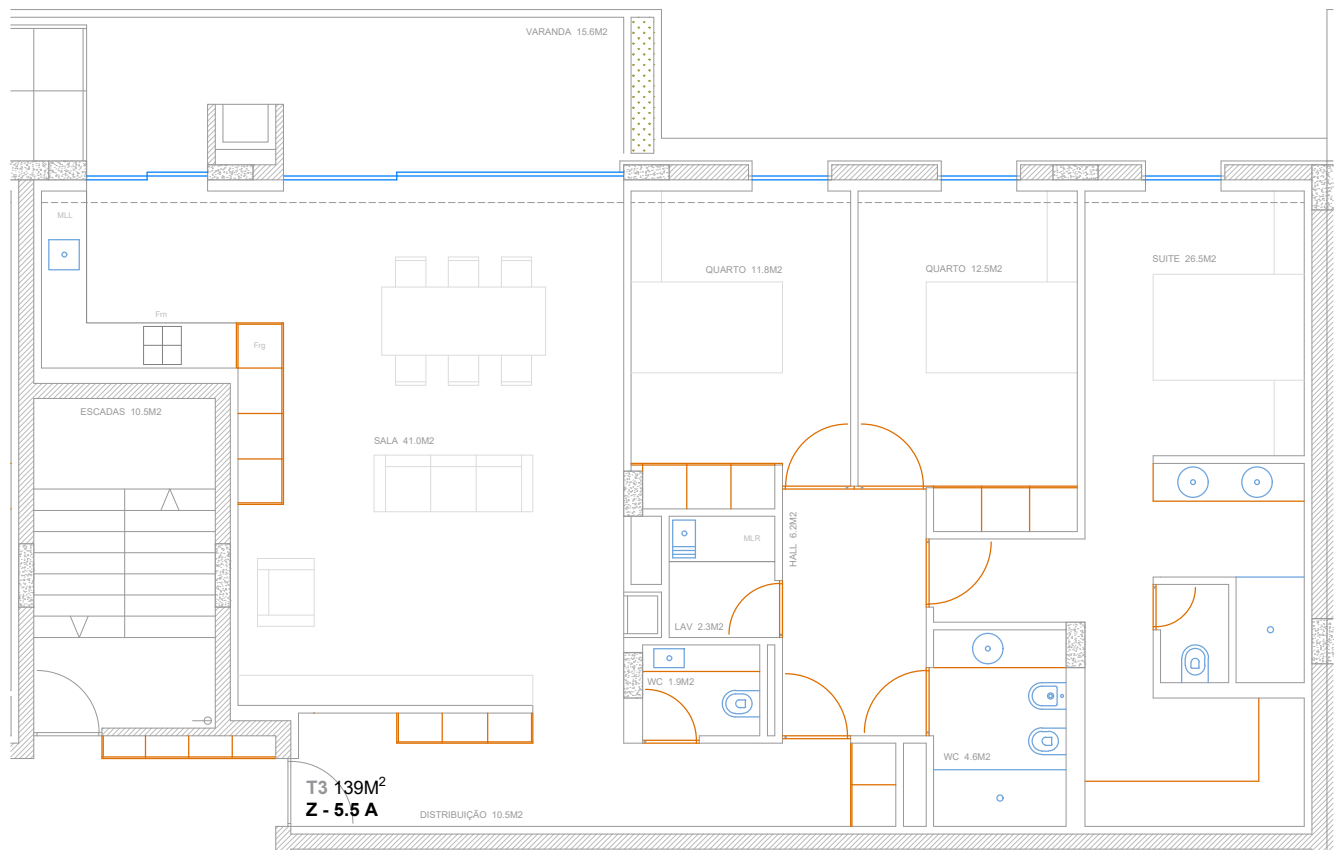 VARANDA 15.6M2
MLL
QUARTO 11.8M2
QUARTO 12.5M2
SUITE 26.5M2
Frn
Frg
ESCADAS 10.5M2
SALA 41.0M2
MLR
HALL 6.2M2
LAV 2.3M2
WC 1.9M2
WC 4.6M2
T3 139M²
Z - 5.5 A
DISTRIBUIÇÃO 10.5M2